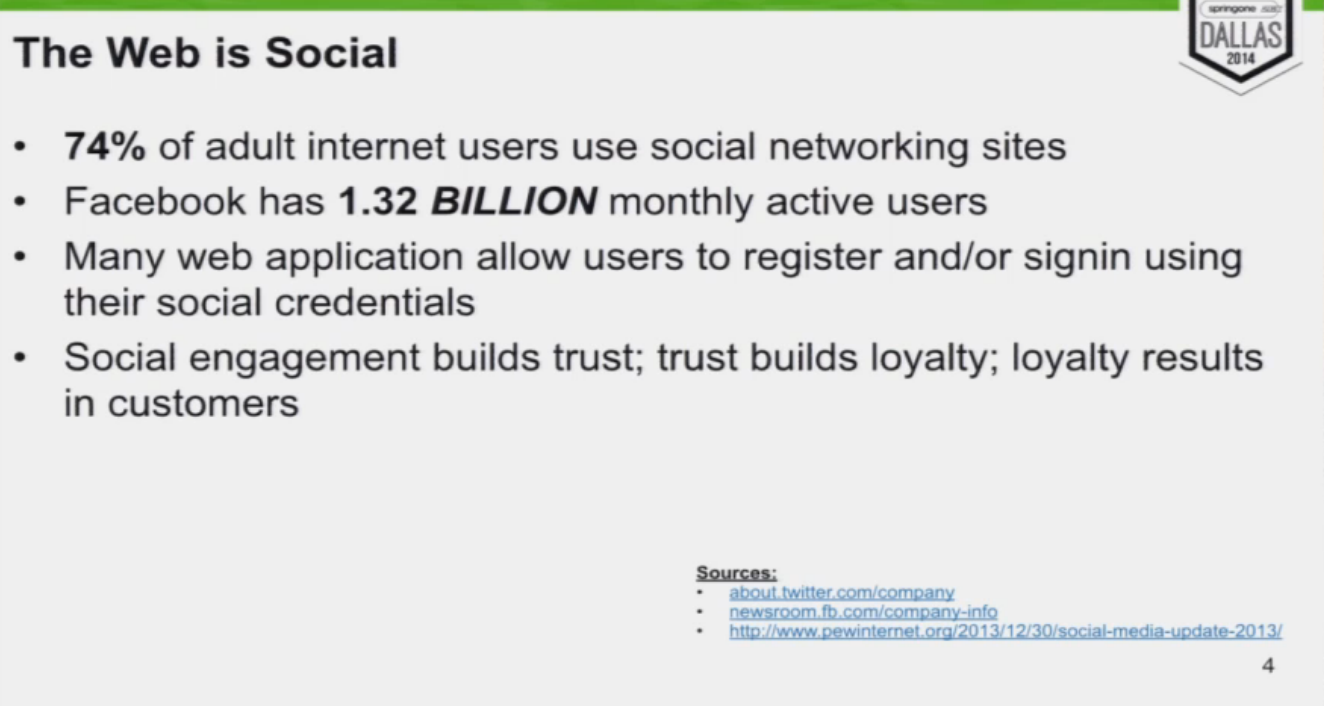 springone
DALLAS
2014
The Web is Social
• 74% of adult internet users use social networking sites
• Facebook has 1.32 BILLION monthly active users
• Many web application allow users to register and/or signin using
their social credentials
• Social engagement builds trust; trust builds loyalty; loyalty results
in customers
Sources:
• about.twitter.com/company
• newsroom.fb.com/company-info
• http://www.pewinternet.org/2013/12/30/social-media-update-2013/
4